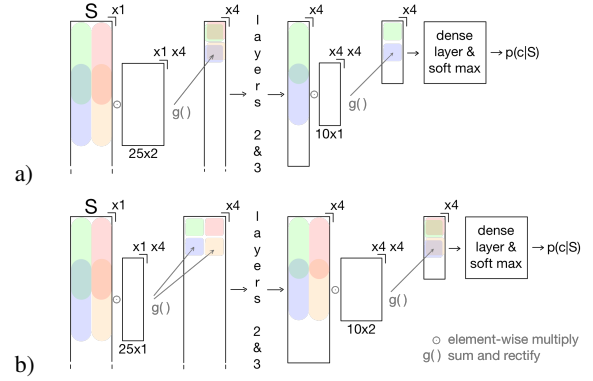 S
x1
x1 x4
x4
25x2
g( )
layers 2&3
x4
x4 x4
10x1
g( )
x4
dense
layer &
soft max
p(c|S)
a)
S
x1
x1 x4
x4
25x1
g( )
layers 2&3
x4
x4 x4
10x2
g( )
x4
dense
layer &
soft max
p(c|S)
element-wise multiply
g( ) sum and rectify
b)